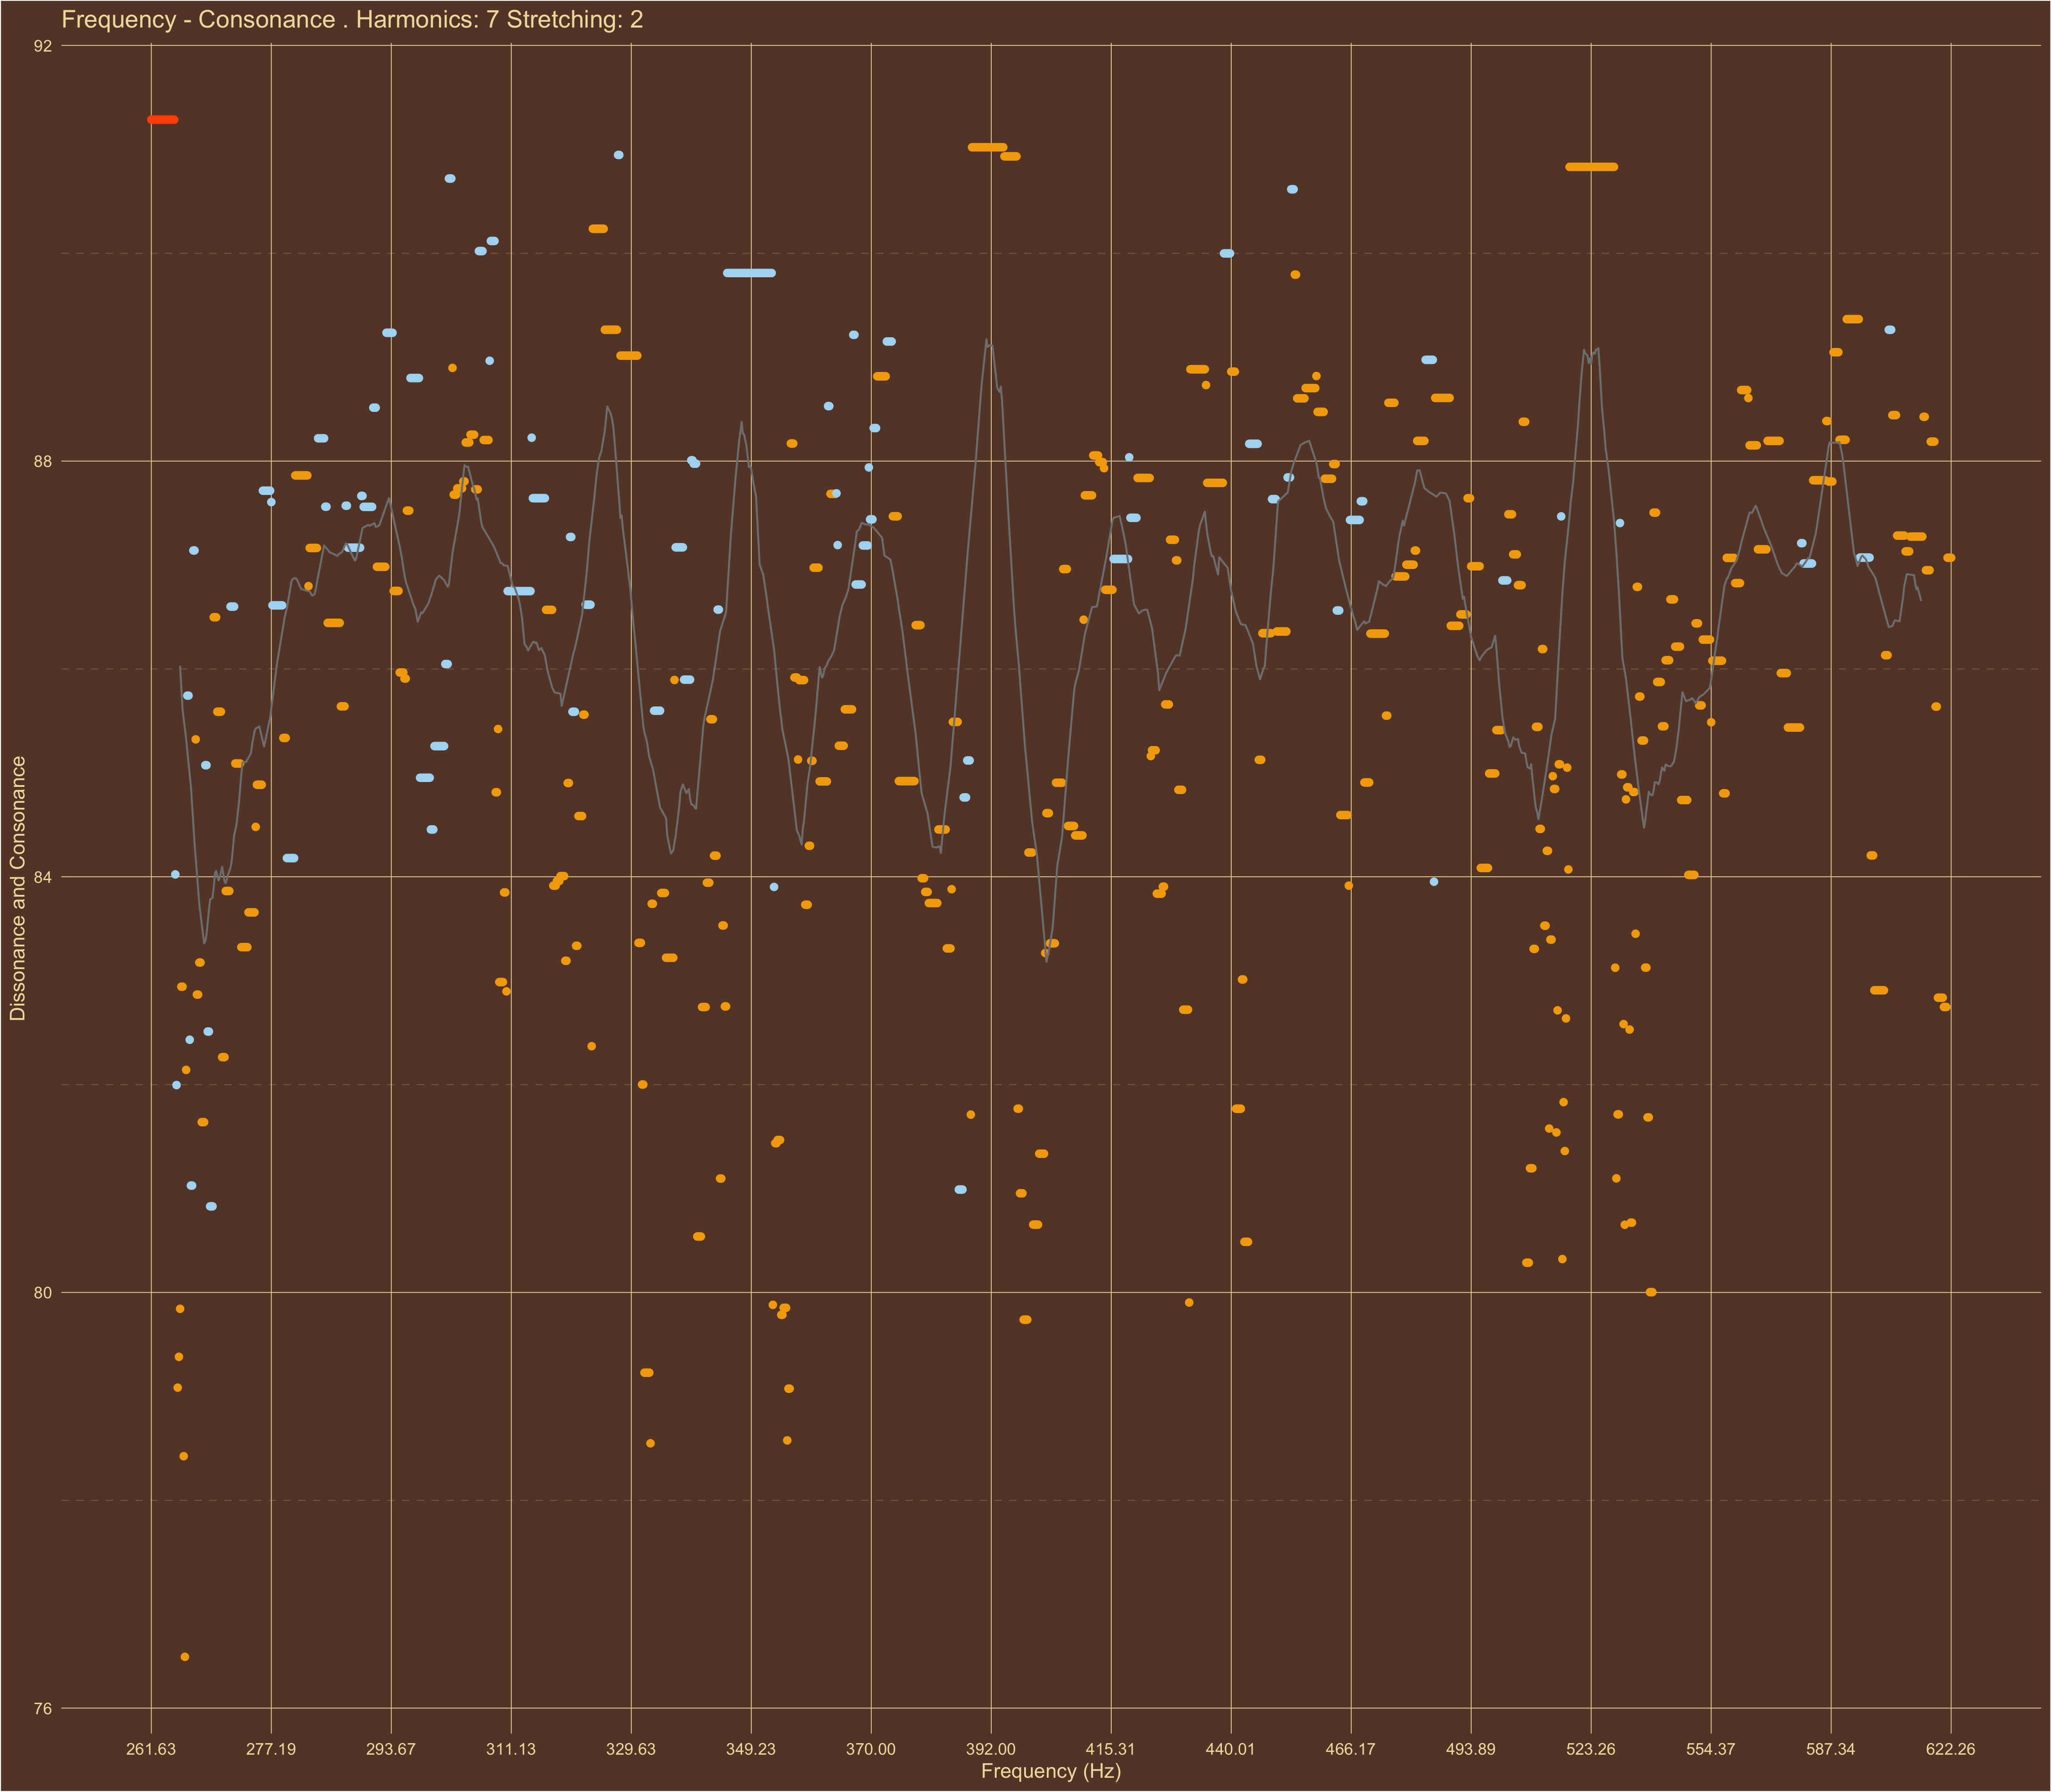 Frequency - Consonance . Harmonics: 7 Stretching: 2
92
88
84
80
76
Dissonance and Consonance
261.63 277.19 293.67 311.13 329.63 349.23 370.00 392.00 415.31 440.01 466.17 493.89 523.26 554.37 587.34 622.26
Frequency (Hz)